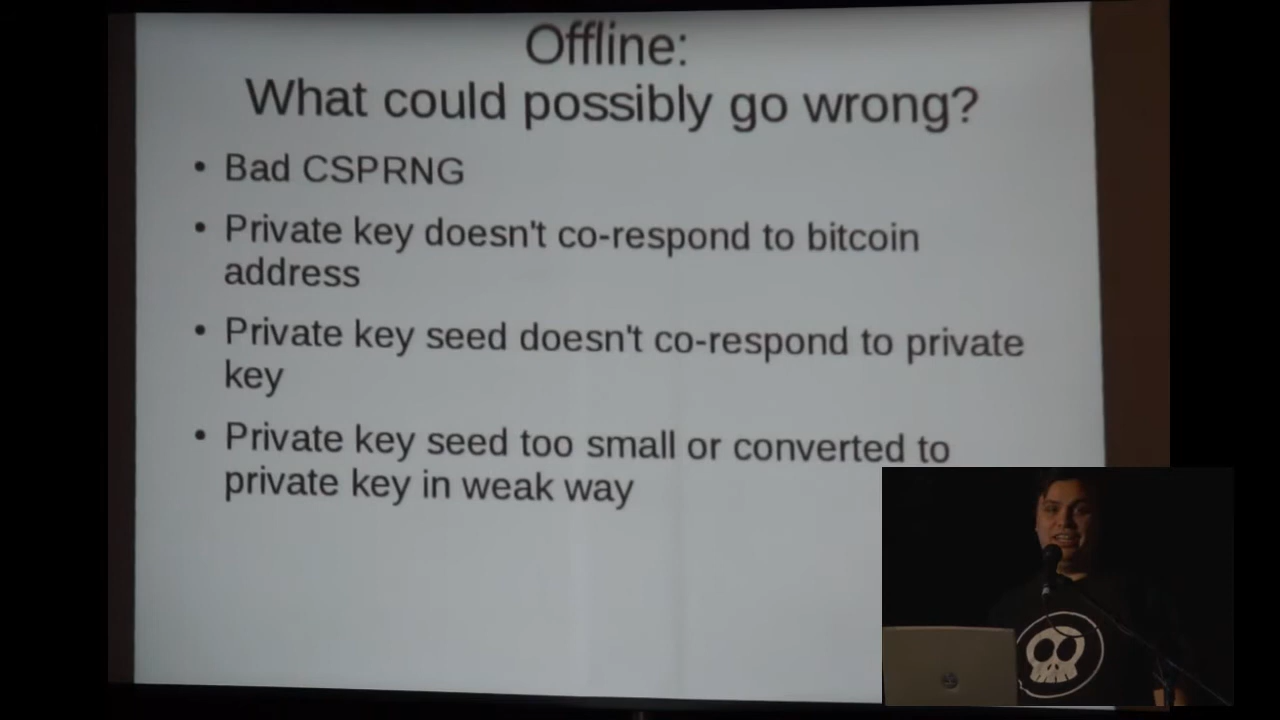 Offline:
What could possibly go wrong?
• Bad CSPRNG
• Private key doesn't co-respond to bitcoin
address
• Private key seed doesn't co-respond to private
key
• Private key seed too small or converted to
private key in weak way